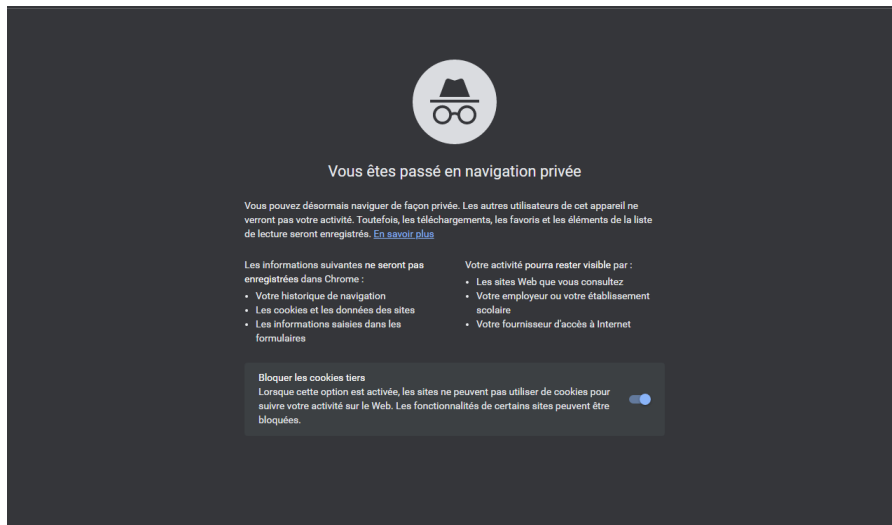 Vous êtes passé en navigation privée
Vous pouvez désormais naviguer de façon privée. Les autres utilisateurs de cet appareil ne
verront pas votre activité. Toutefois, les téléchargements, les favoris et les éléments de la liste
de lecture seront enregistrés. En savoir plus
Les informations suivantes ne seront pas
enregistrées dans Chrome :
• Votre historique de navigation
• Les cookies et les données des sites
• Les informations saisies dans les
formulaires
Votre activité pourra rester visible par :
• Les sites Web que vous consultez
• Votre employeur ou votre établissement
scolaire
• Votre fournisseur d'accès à Internet
Bloquer les cookies tiers
Lorsque cette option est activée, les sites ne peuvent pas utiliser de cookies pour
suivre votre activité sur le Web. Les fonctionnalités de certains sites peuvent être
bloquées.